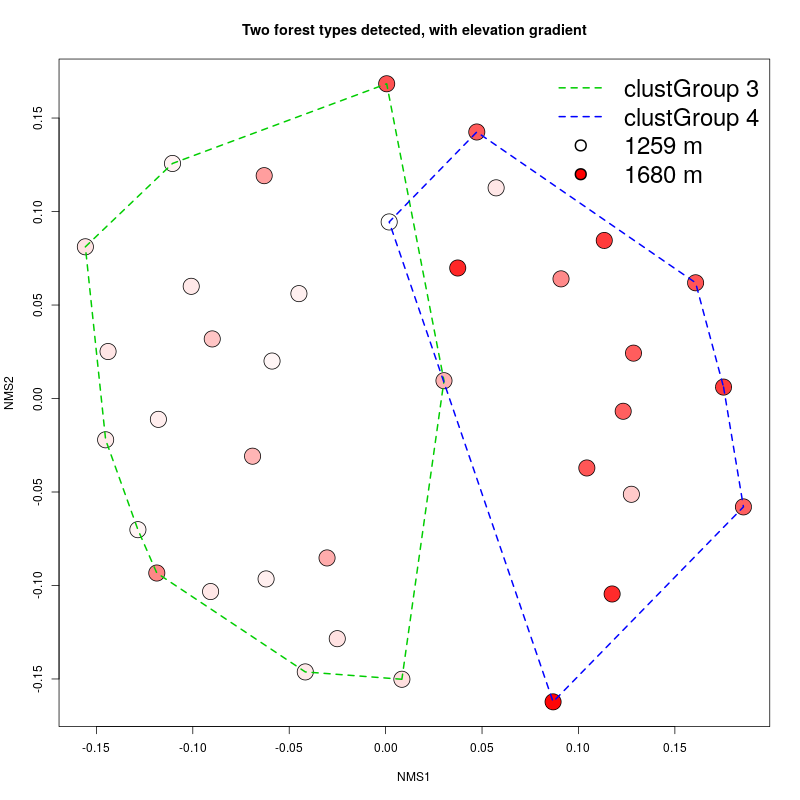 Two forest types detected, with elevation gradient
clustGroup 3
clustGroup 4
1259 m
1680 m
NMS2
0.15
0.10
0.05
0.00
-0.05
-0.10
-0.15
-0.15 -0.10 -0.05 0.00 0.05 0.10 0.15
NMS1